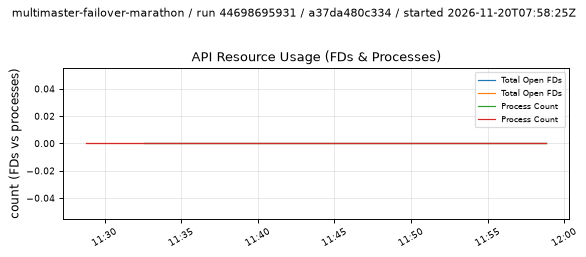 multimaster-failover-marathon / run 44698695931 / a37da480c334 / started 2026-11-20T07:58:25Z
API Resource Usage (FDs & Processes)
count (FDs vs processes)
0.04
0.02
0.00
−0.02
−0.04
Total Open FDs
Total Open FDs
Process Count
Process Count
11:30
11:35
11:40
11:45
11:50
11:55
12:00